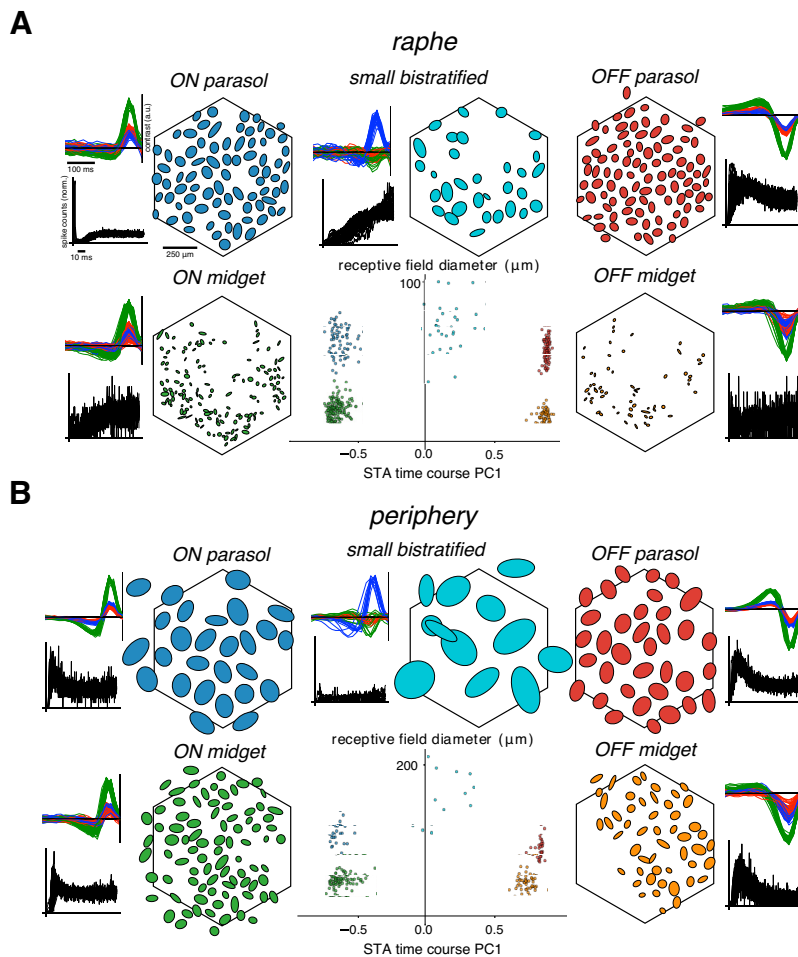 A
raphe
ON parasol
small bistratified
OFF parasol
contrast (a.u.)
100 ms
spike counts (norm.)
10 ms
250 µm
ON midget
receptive field diameter (µm)
OFF midget
100
−0.5
0.0
0.5
STA time course PC1
B
periphery
ON parasol
small bistratified
OFF parasol
ON midget
receptive field diameter (µm)
OFF midget
200
−0.5
0.0
0.5
STA time course PC1